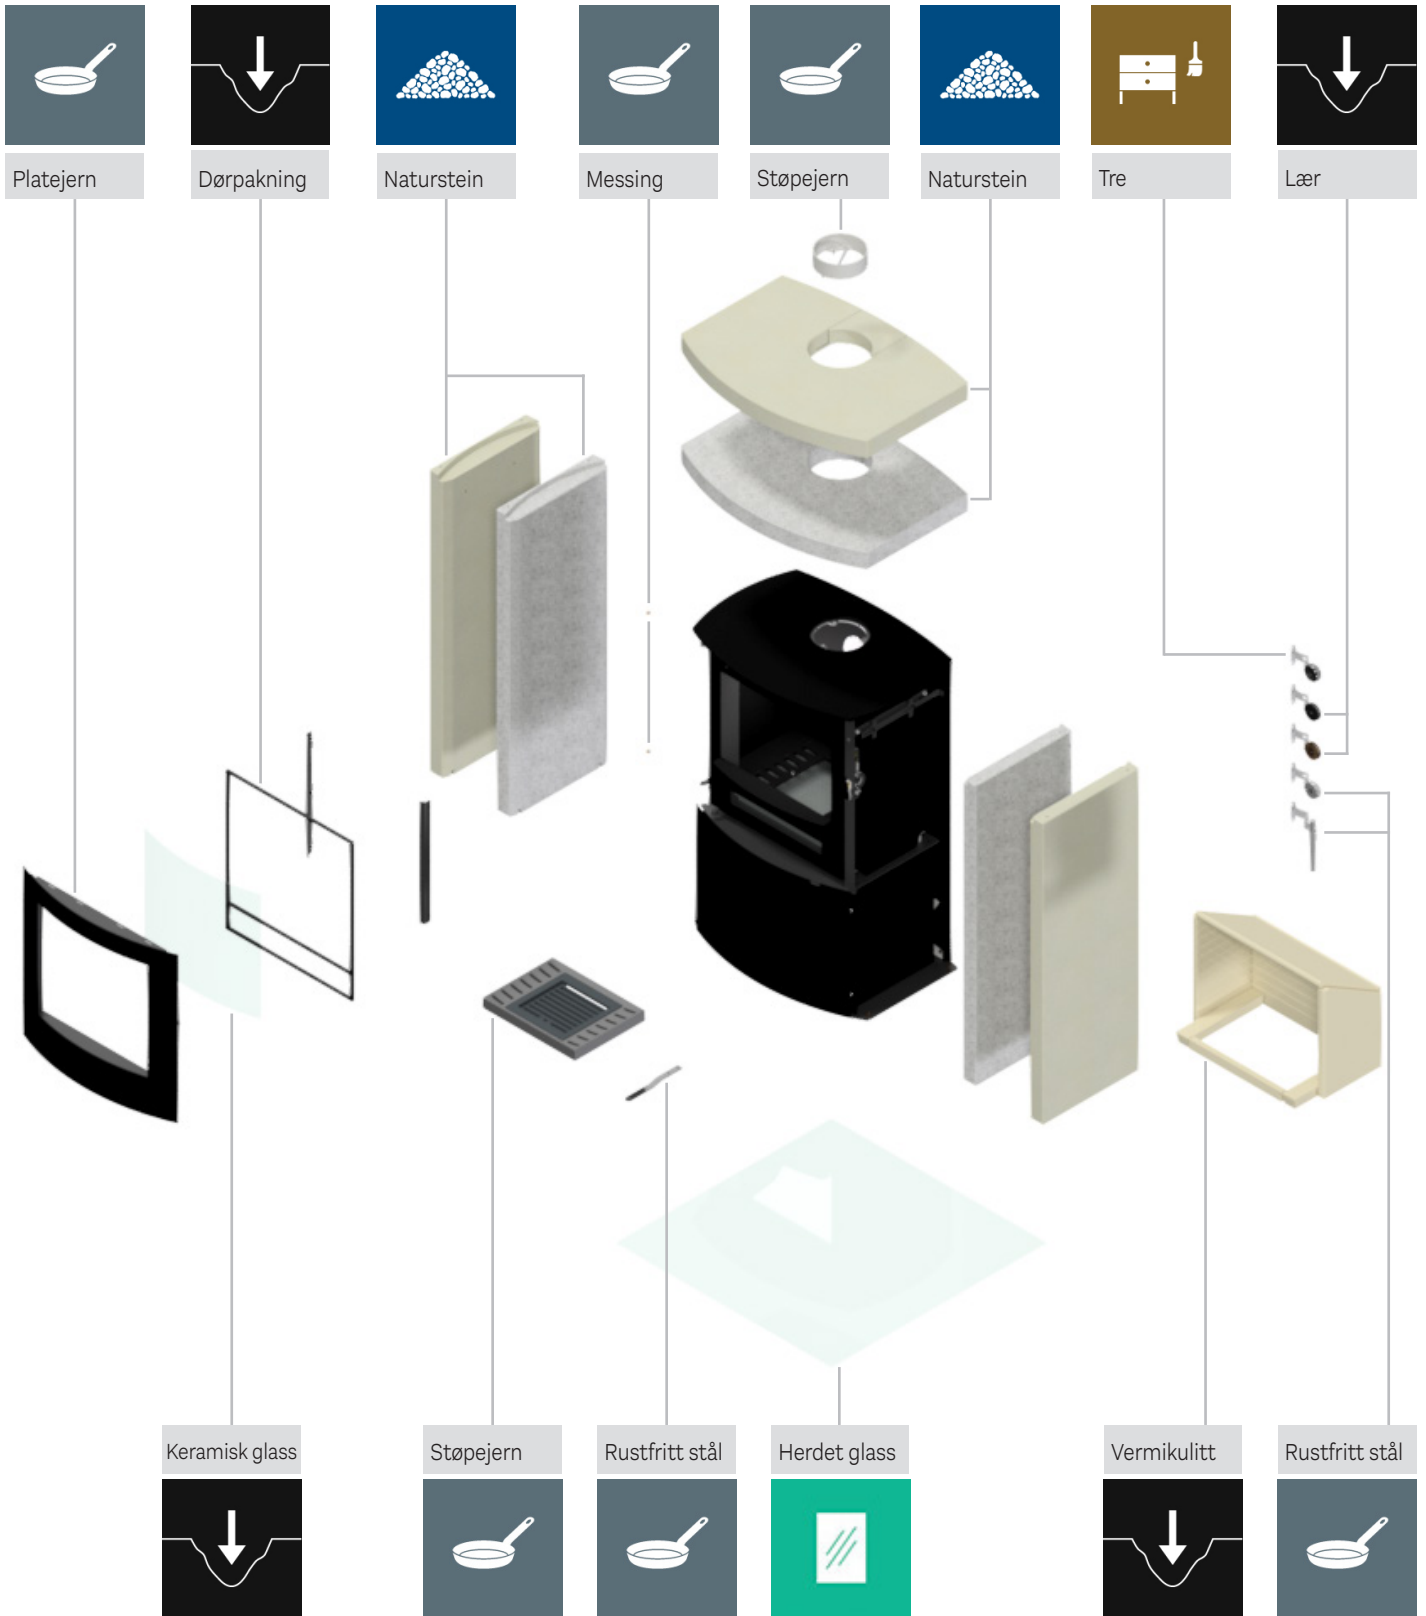 Platejern
Dørpakning
Naturstein
Messing
Støpejern
Naturstein
Tre
Lær
Keramisk glass
Støpejern
Rustfritt stål
Herdet glass
Vermikulitt
Rustfritt stål